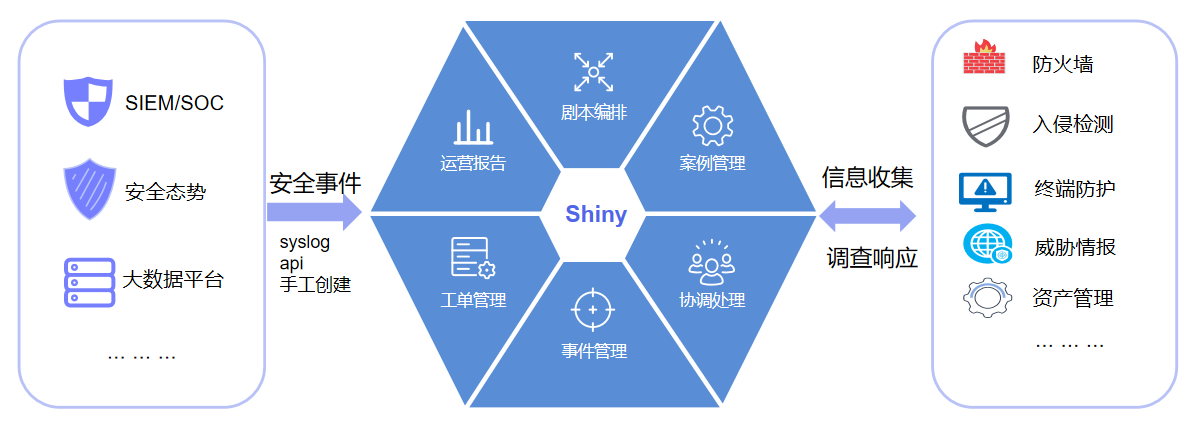 SIEM/SOC
安全态势
大数据平台
... ... ...
安全事件
syslog
api
手工创建
剧本编排
运营报告
案例管理
Shiny
工单管理
协调处理
事件管理
信息收集
调查响应
防火墙
入侵检测
终端防护
威胁情报
资产管理
... ... ...